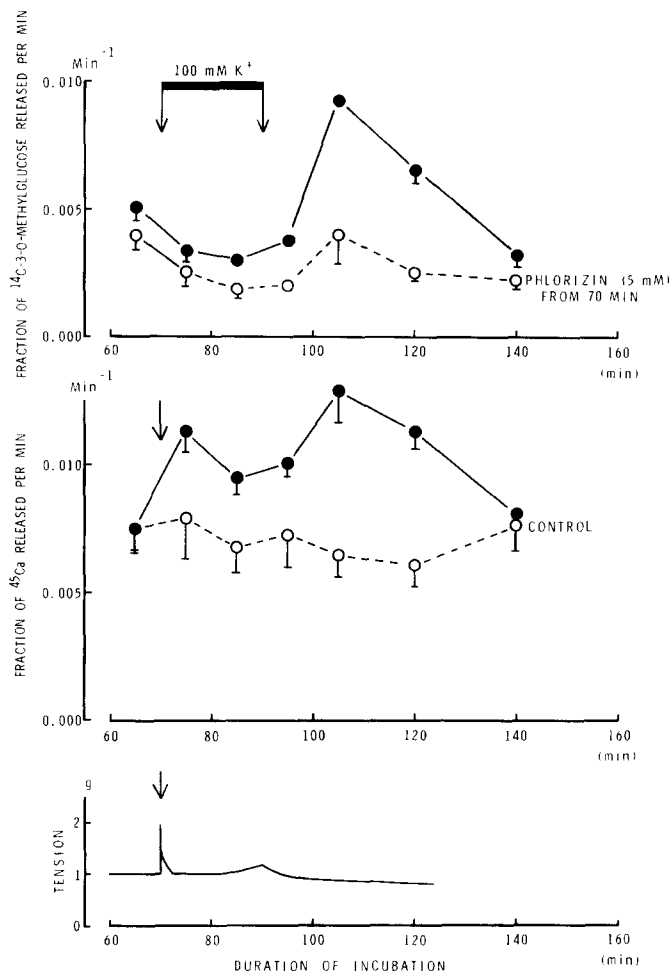 Min⁻¹
100 mM K⁺
0.010
0.005
0.000
FRACTION OF ¹⁴C-3-O-METHYLGLUCOSE RELEASED PER MIN
PHLORIZIN (5 mM)
FROM 70 MIN
60 80 100 120 140 160
(min)
Min⁻¹
0.010
0.005
0.000
FRACTION OF ⁴⁵Ca RELEASED PER MIN
CONTROL
60 80 100 120 140 160
(min)
g
2
1
0
TENSION
60 80 100 120 140 160
DURATION OF INCUBATION (min)